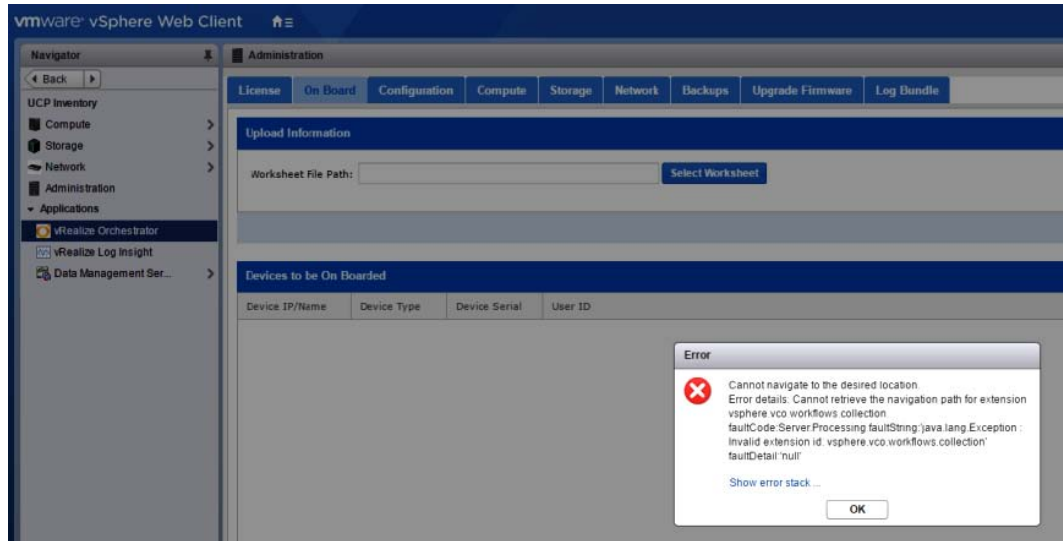 vmware® vSphere Web Client
Navigator
Back
UCP Inventory
Compute
Storage
Network
Administration
Applications
vRealize Orchestrator
vRealize Log Insight
Data Management Ser...
Administration
License On Board Configuration Compute Storage Network Backups Upgrade Firmware Log Bundle
Upload Information
Worksheet File Path: Select Worksheet
Devices to be On Boarded
Device IP/Name Device Type Device Serial User ID
Error
Cannot navigate to the desired location.
Error details: Cannot retrieve the navigation path for extension
vsphere.vco.workflows.collection
faultCode:Server.Processing faultString:'java.lang.Exception :
Invalid extension id: vsphere.vco.workflows.collection'
faultDetail:'null'
Show error stack ...
OK